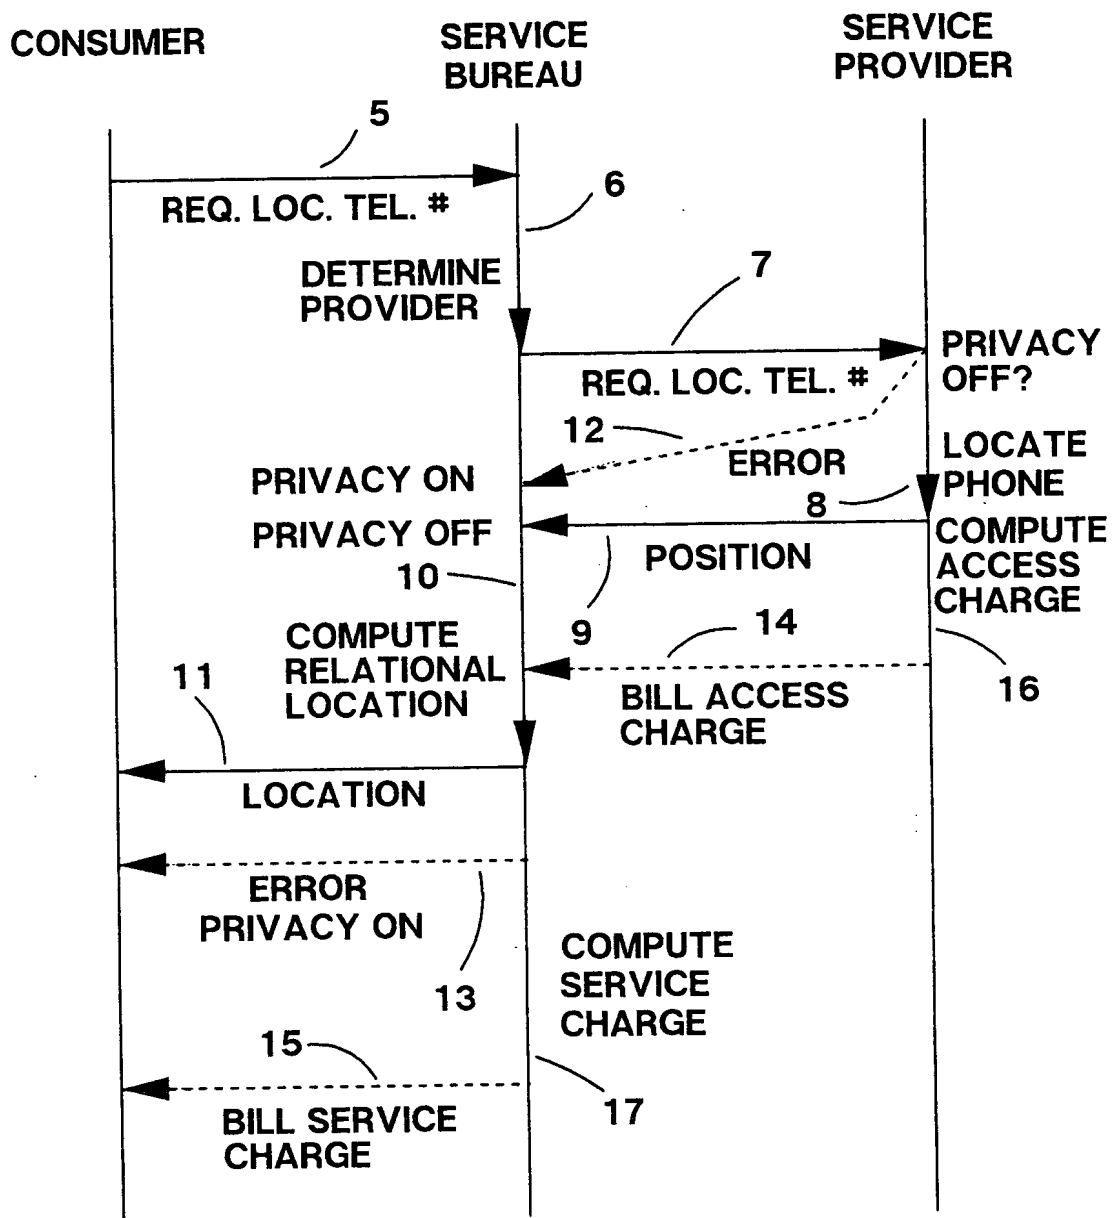 CONSUMER
SERVICE
BUREAU
SERVICE
PROVIDER
5
REQ. LOC. TEL. #
6
DETERMINE
PROVIDER
7
REQ. LOC. TEL. #
PRIVACY
OFF?
12
ERROR
LOCATE
PHONE
8
PRIVACY ON
PRIVACY OFF
10
POSITION
9
COMPUTE
ACCESS
CHARGE
14
16
COMPUTE
RELATIONAL
LOCATION
11
BILL ACCESS
CHARGE
LOCATION
ERROR
PRIVACY ON
13
COMPUTE
SERVICE
CHARGE
15
17
BILL SERVICE
CHARGE